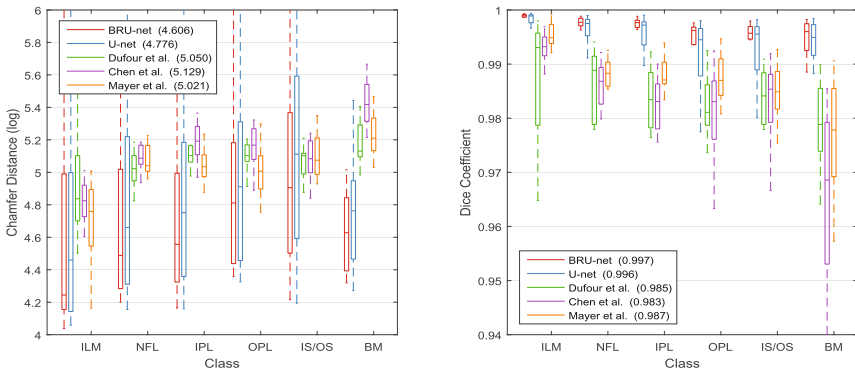 6
5.8
5.6
5.4
5.2
5
4.8
4.6
4.4
4.2
4
Chamfer Distance (log)
BRU-net (4.606)
U-net (4.776)
Dufour et al. (5.050)
Chen et al. (5.129)
Mayer et al. (5.021)
ILM NFL IPL OPL IS/OS BM
Class
1
0.99
0.98
0.97
0.96
0.95
0.94
Dice Coefficient
BRU-net (0.997)
U-net (0.996)
Dufour et al. (0.985)
Chen et al. (0.983)
Mayer et al. (0.987)
ILM NFL IPL OPL IS/OS BM
Class